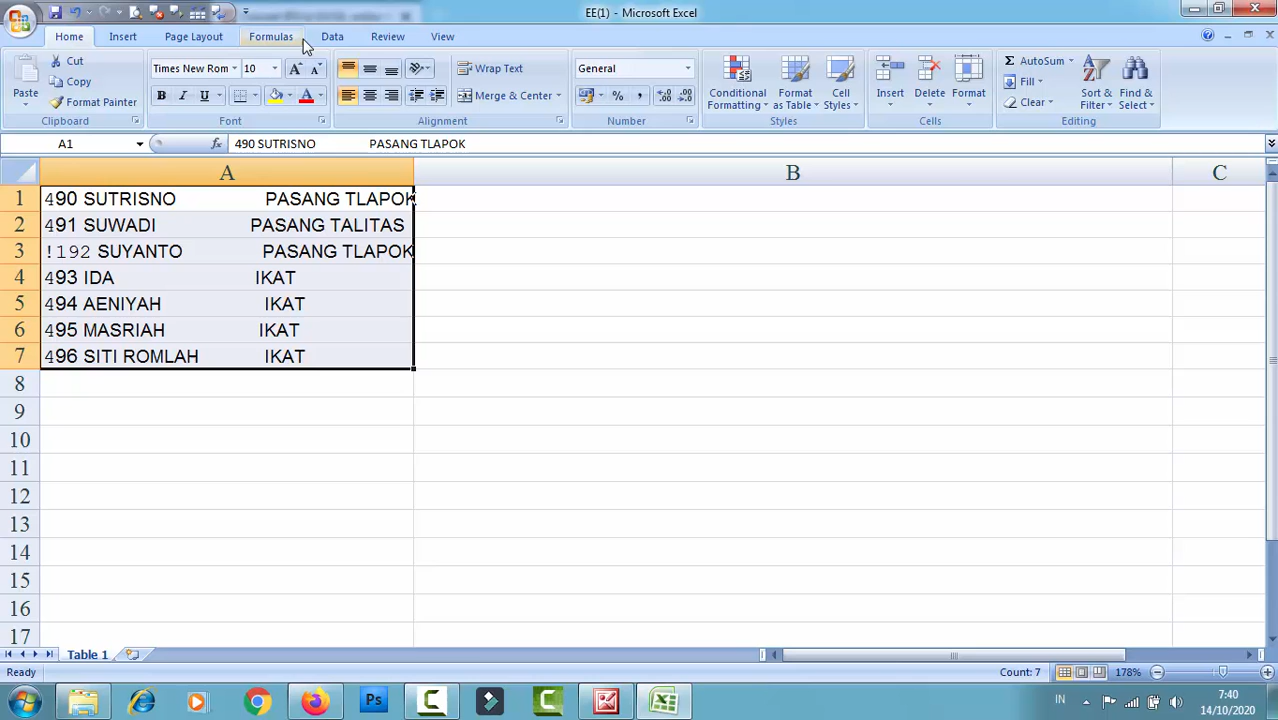 EE(1) - Microsoft Excel
Home Insert Page Layout Formulas Data Review View
Paste Cut Copy Format Painter Clipboard
Times New Rom 10 B I U A Font
Wrap Text Merge & Center Alignment
General % Number
Conditional Formatting Format as Table Cell Styles Styles
Insert Delete Format Cells
AutoSum Fill Clear Sort & Filter Find & Select Editing
A1 fx 490 SUTRISNO PASANG TLAPOK
A B C
1 490 SUTRISNO PASANG TLAPOK
2 491 SUWADI PASANG TALITAS
3 !192 SUYANTO PASANG TLAPOK
4 493 IDA IKAT
5 494 AENIYAH IKAT
6 495 MASRIAH IKAT
7 496 SITI ROMLAH IKAT
8
9
10
11
12
13
14
15
16
17
Table 1
Ready Count: 7 178%
Ps IN 7:40
14/10/2020